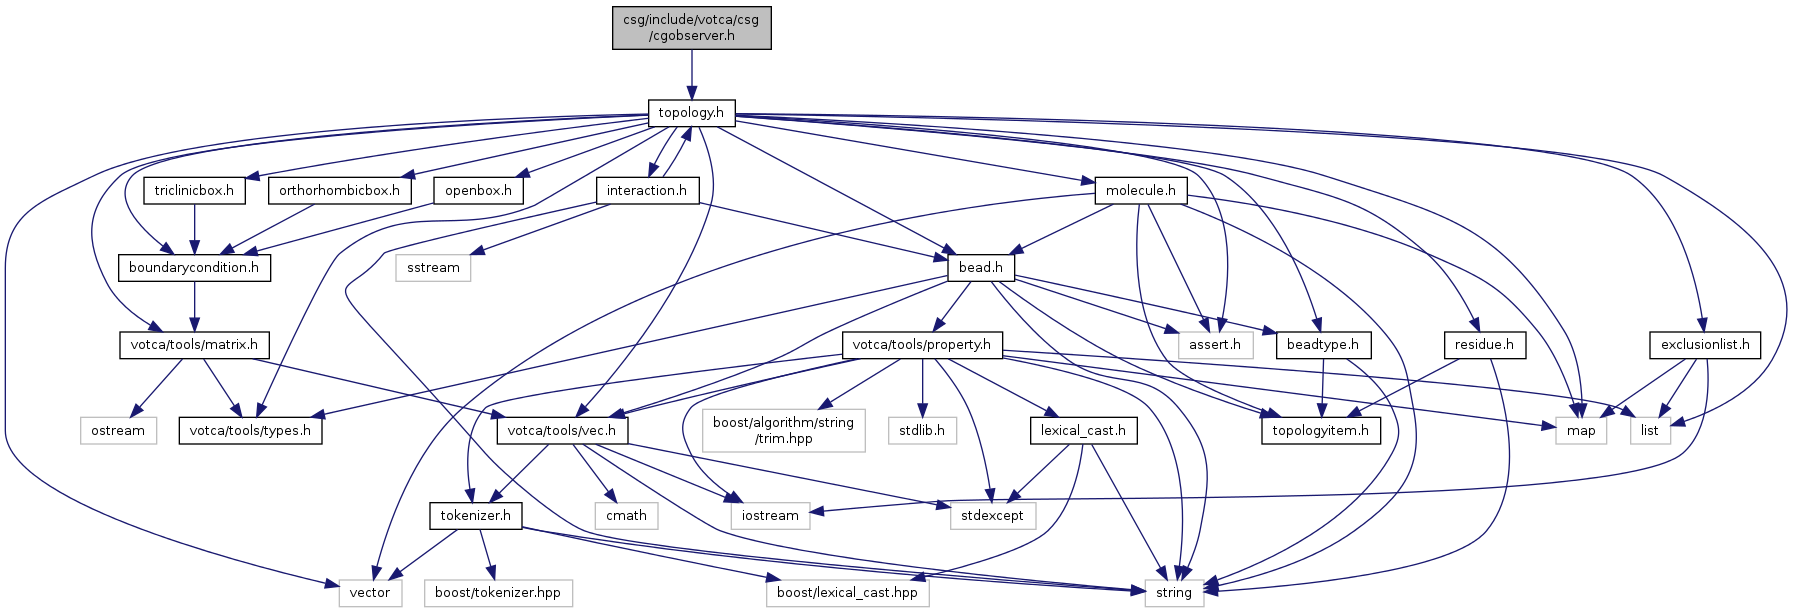 csg/include/votca/csg
/cgobserver.h
topology.h
triclinicbox.h
orthorhombicbox.h
openbox.h
interaction.h
molecule.h
boundarycondition.h
sstream
bead.h
votca/tools/matrix.h
votca/tools/property.h
assert.h
beadtype.h
residue.h
exclusionlist.h
ostream
votca/tools/types.h
votca/tools/vec.h
boost/algorithm/string
/trim.hpp
stdlib.h
lexical_cast.h
topologyitem.h
map
list
tokenizer.h
cmath
iostream
stdexcept
vector
boost/tokenizer.hpp
boost/lexical_cast.hpp
string